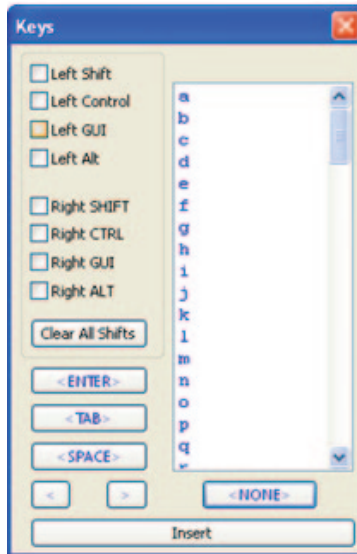 Keys
Left Shift
Left Control
Left GUI
Left Alt
Right SHIFT
Right CTRL
Right GUI
Right ALT
Clear All Shifts
<ENTER>
<TAB>
<SPACE>
<
>
a
b
c
d
e
f
g
h
i
j
k
l
m
n
o
p
q
<NONE>
Insert